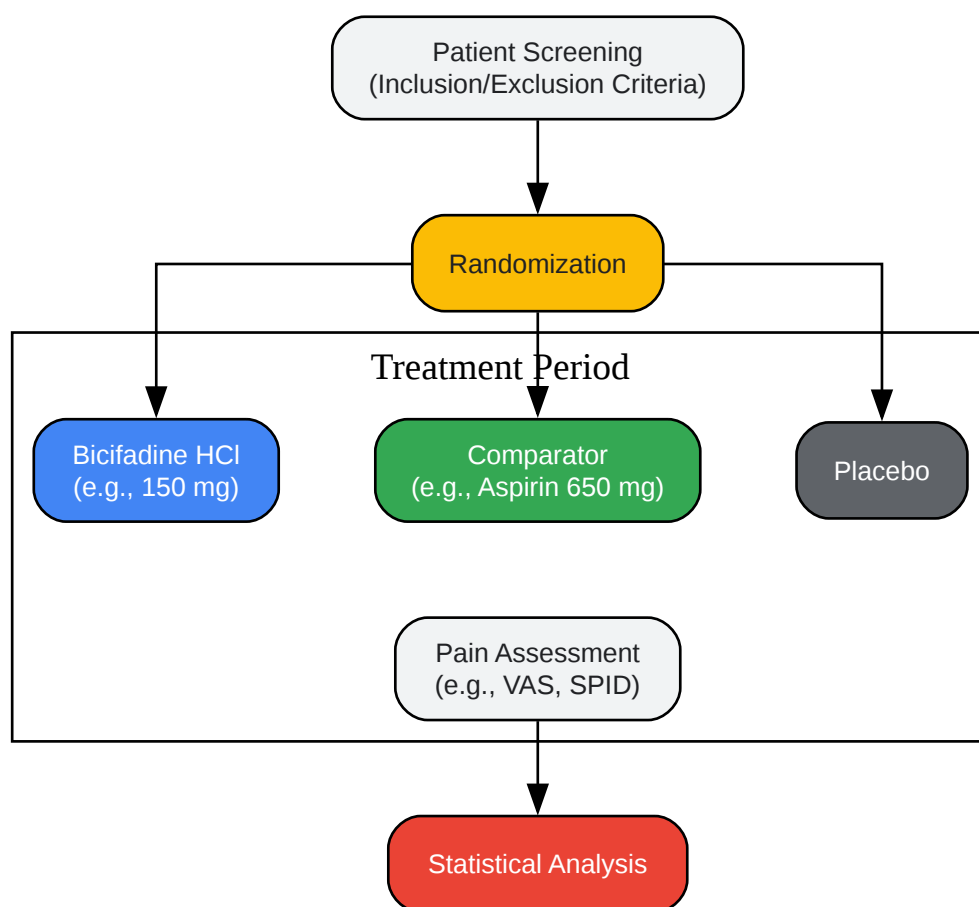 Patient Screening
(Inclusion/Exclusion Criteria)
Randomization
Treatment Period
Bicifadine HCl
(e.g., 150 mg)
Comparator
(e.g., Aspirin 650 mg)
Placebo
Pain Assessment
(e.g., VAS, SPID)
Statistical Analysis